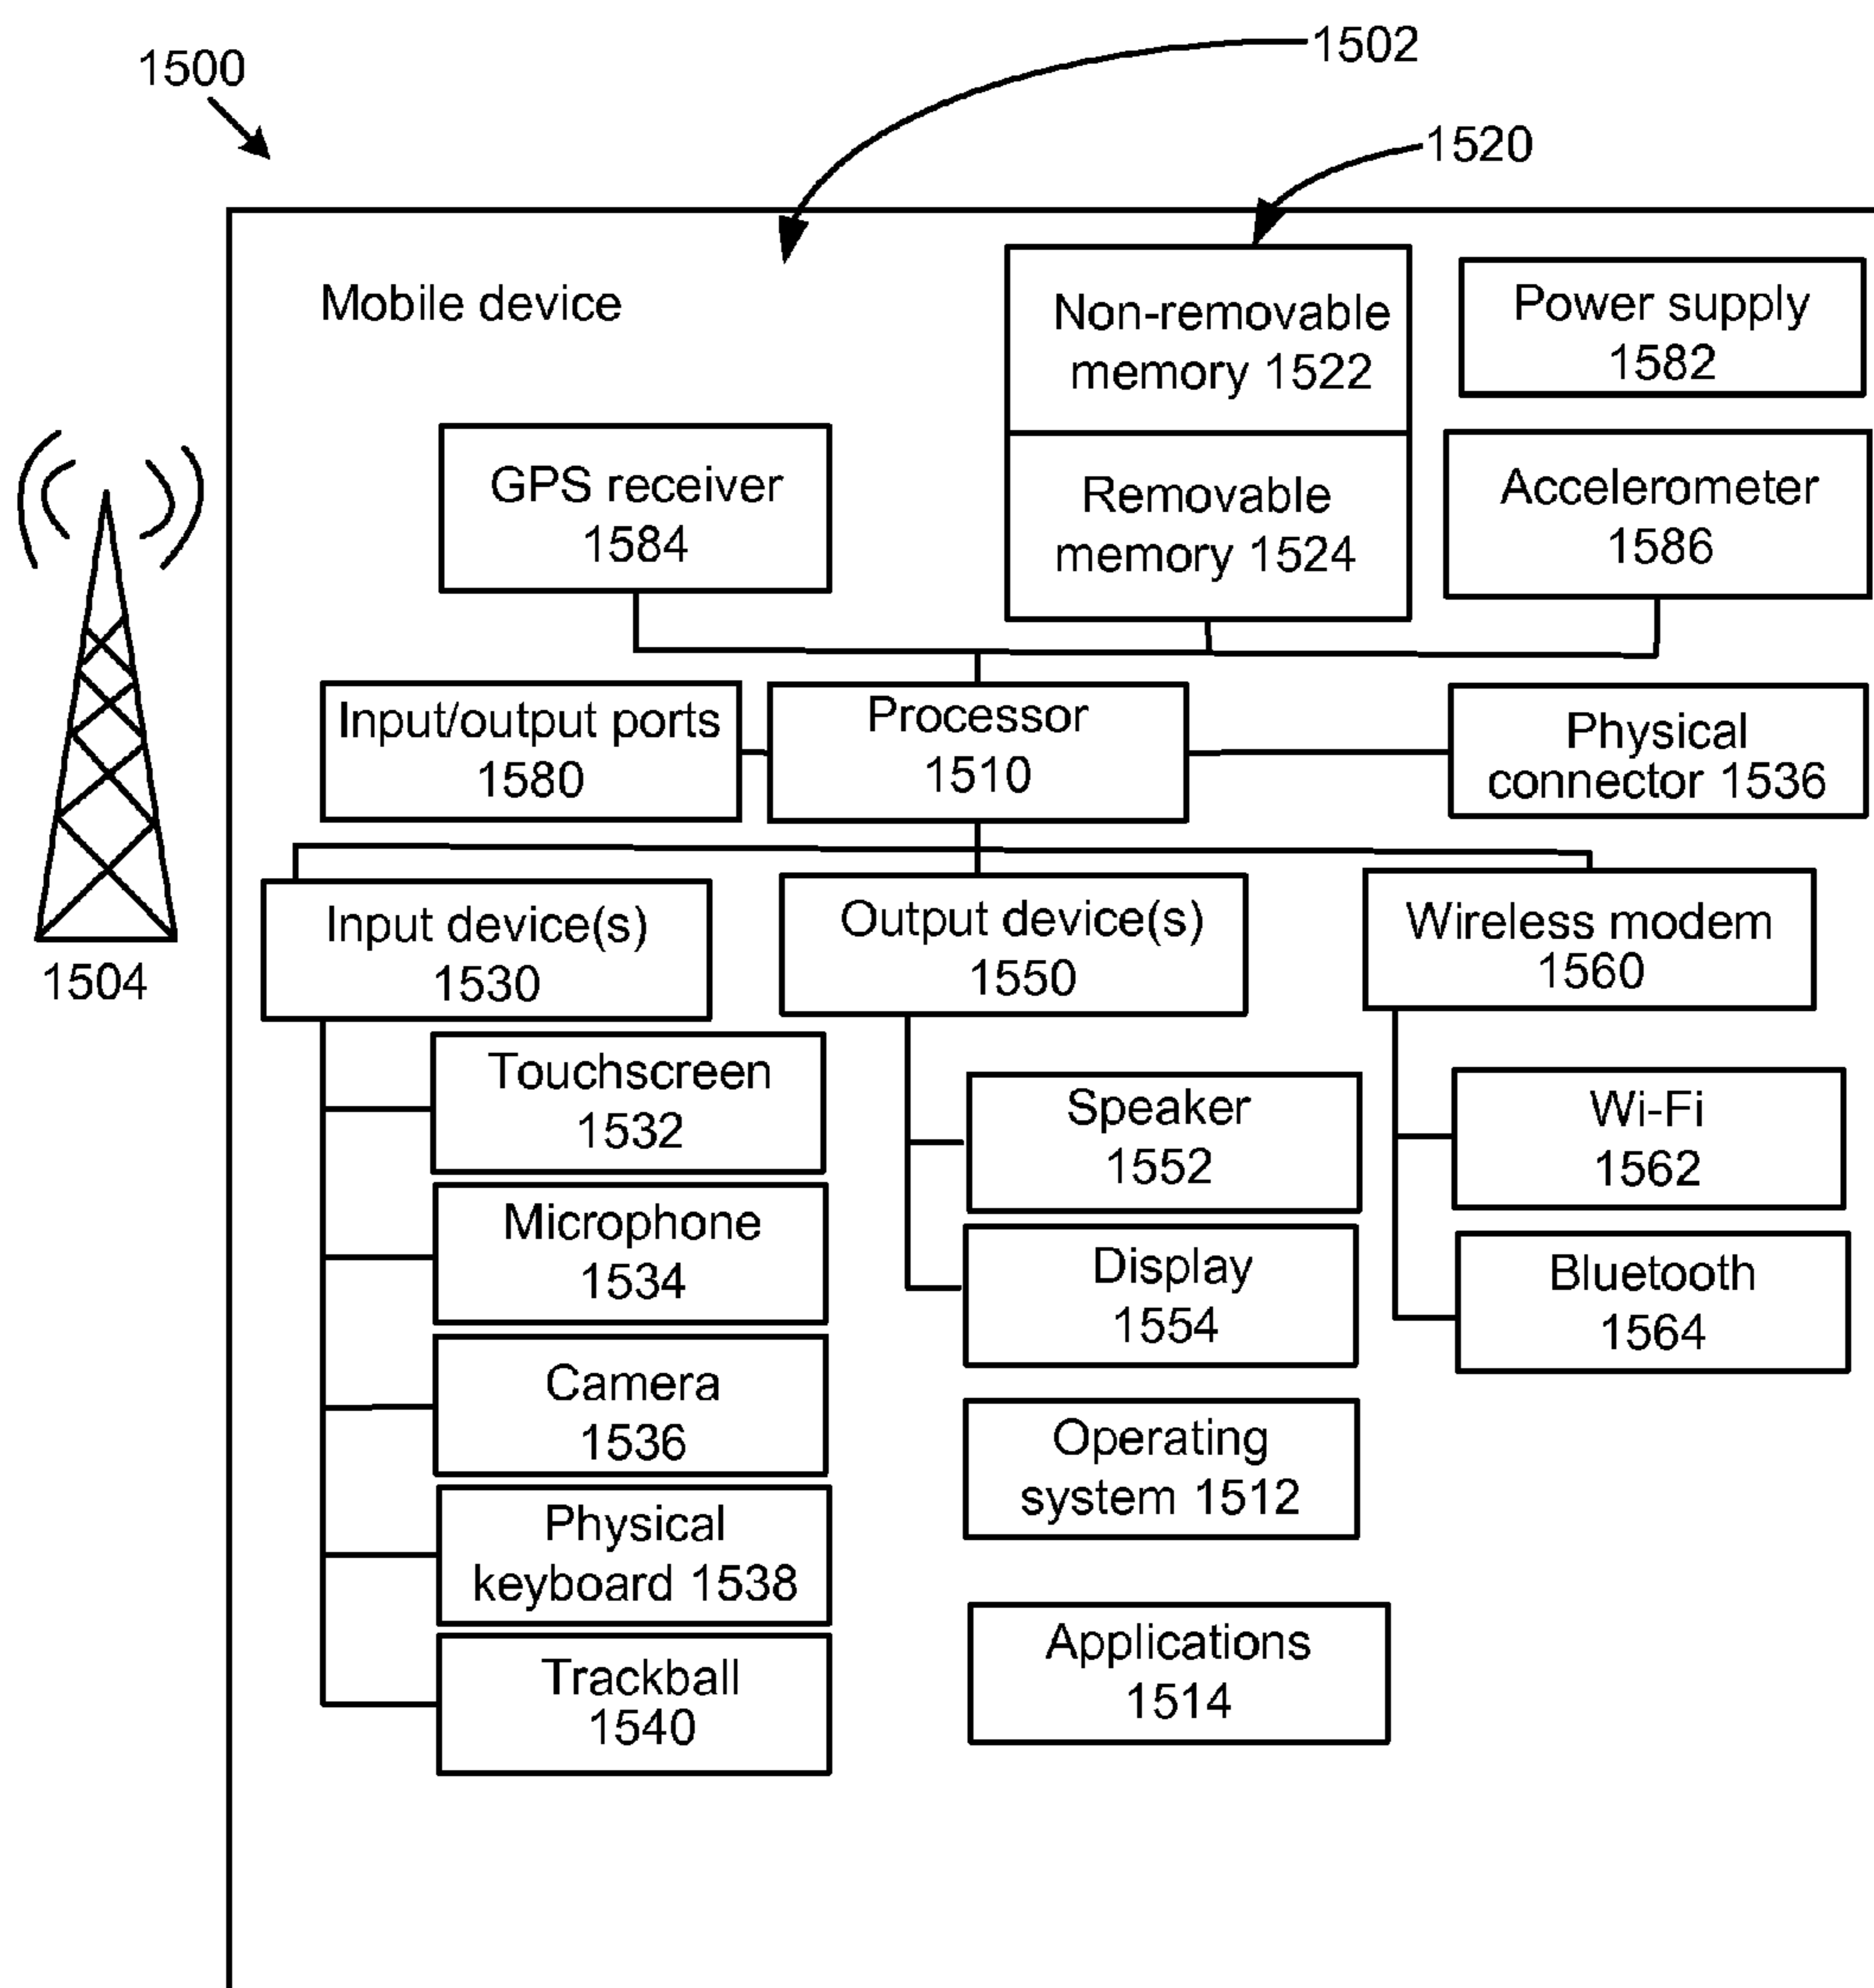 1500
1502
1520
Mobile device
Non-removable
memory 1522
Power supply
1582
GPS receiver
1584
Removable
memory 1524
Accelerometer
1586
Input/output ports
1580
Processor
1510
Physical
connector 1536
1504
Input device(s)
1530
Output device(s)
1550
Wireless modem
1560
Touchscreen
1532
Speaker
1552
Wi-Fi
1562
Microphone
1534
Display
1554
Bluetooth
1564
Camera
1536
Operating
system 1512
Physical
keyboard 1538
Applications
1514
Trackball
1540